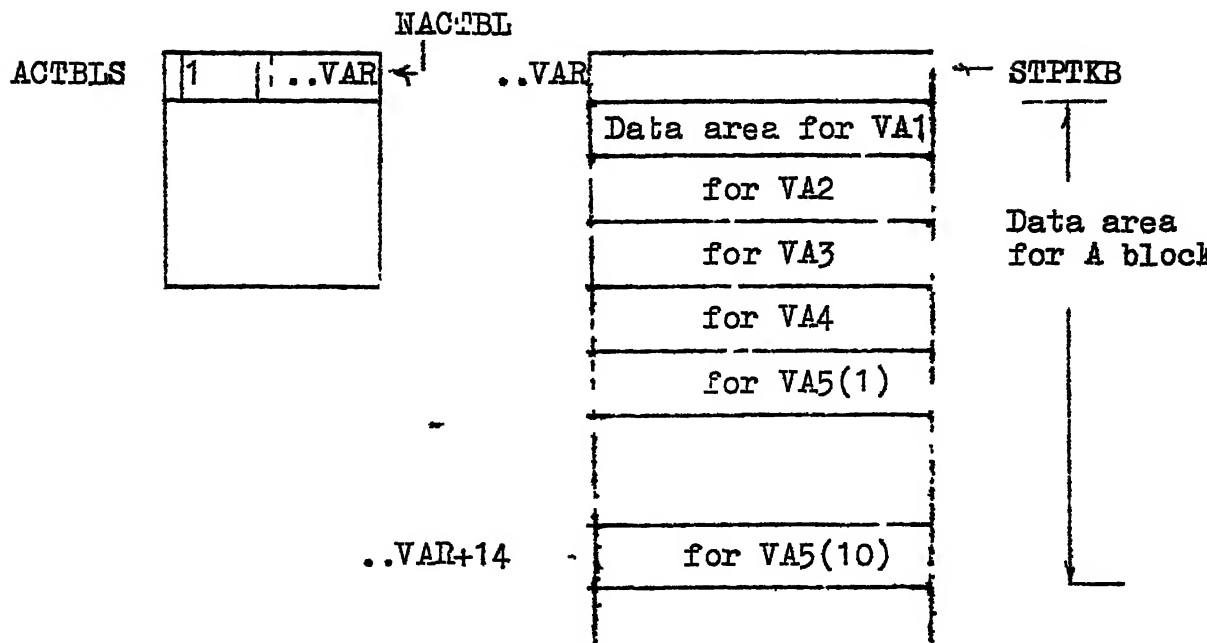 NACTBL
ACTBLS 1 ..VAR ..VAR STPTKB
Data area for VA1
for VA2
for VA3
Data area
for A block
for VA4
for VA5(1)
..VAR+14 for VA5(10)